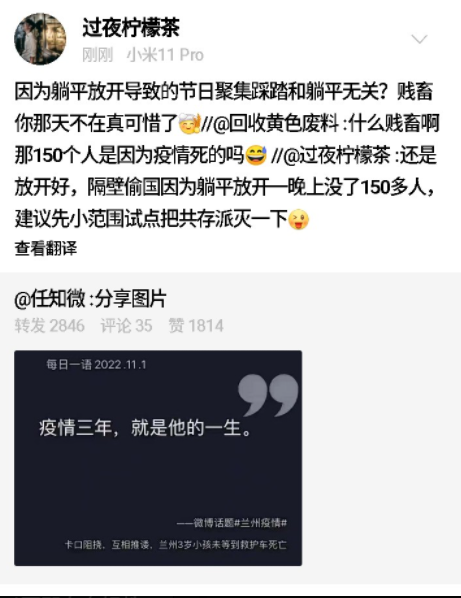 过夜柠檬茶
刚刚 小米11 Pro
因为躺平放开导致的节日聚集踩踏和躺平无关？贱畜
你那天不在真可惜了🤯//@回收黄色废料 :什么贱畜啊
那150个人是因为疫情死的吗😅 //@过夜柠檬茶 :还是
放开好，隔壁偷国因为躺平放开一晚上没了150多人，
建议先小范围试点把共存派灭一下😜
查看翻译
@任知微 :分享图片
转发 2846 评论 35 赞 1814
每日一语 2022.11.1
疫情三年，就是他的一生。
——微博话题#兰州疫情#
卡口阻挠、互相推诿、兰州3岁小孩未等到救护车死亡